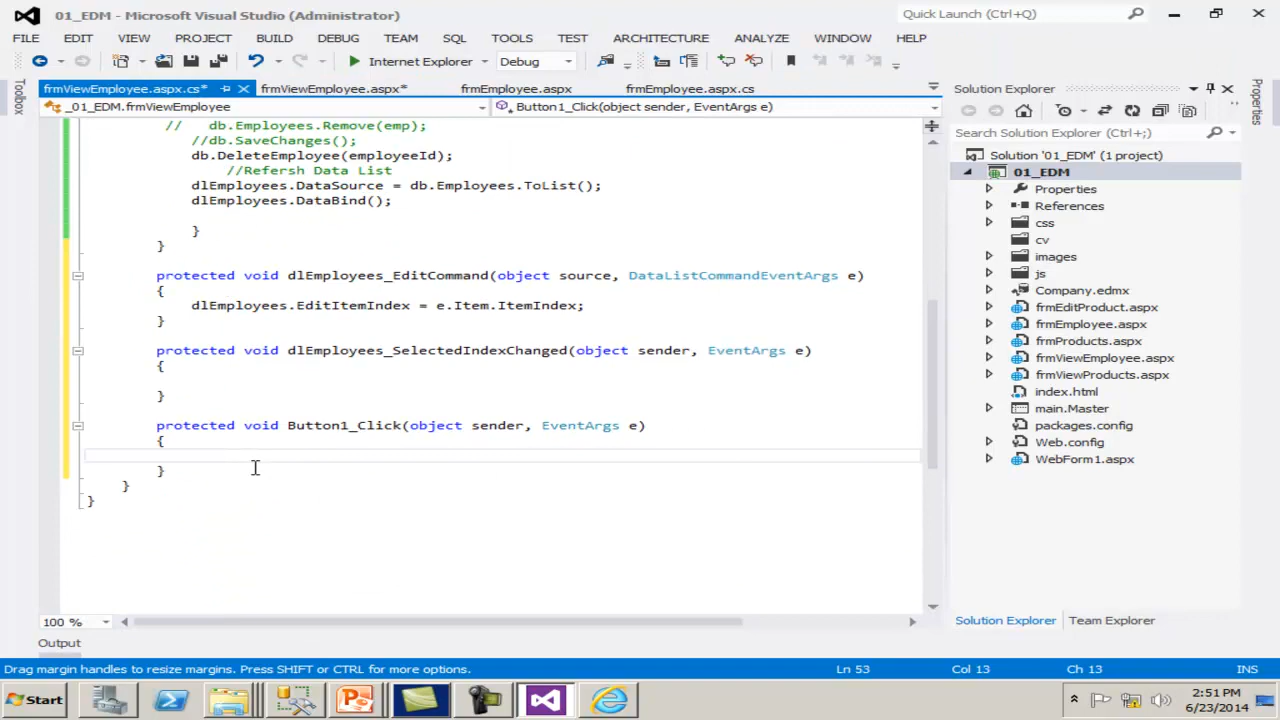 01_EDM - Microsoft Visual Studio (Administrator)
Quick Launch (Ctrl+Q)
FILE EDIT VIEW PROJECT BUILD DEBUG TEAM SQL TOOLS TEST ARCHITECTURE ANALYZE WINDOW HELP
Internet Explorer Debug
Toolbox
frmViewEmployee.aspx.cs* frmViewEmployee.aspx* frmEmployee.aspx frmEmployee.aspx.cs
_01_EDM.frmViewEmployee Button1_Click(object sender, EventArgs e)
// db.Employees.Remove(emp);
//db.SaveChanges();
db.DeleteEmployee(employeeId);
//Refersh Data List
dlEmployees.DataSource = db.Employees.ToList();
dlEmployees.DataBind();
}
}
protected void dlEmployees_EditCommand(object source, DataListCommandEventArgs e)
{
dlEmployees.EditItemIndex = e.Item.ItemIndex;
}
protected void dlEmployees_SelectedIndexChanged(object sender, EventArgs e)
{
}
protected void Button1_Click(object sender, EventArgs e)
{
}
}
}
100 %
Output
Solution Explorer
Search Solution Explorer (Ctrl+;)
Solution '01_EDM' (1 project)
01_EDM
Properties
References
css
cv
images
js
Company.edmx
frmEditProduct.aspx
frmEmployee.aspx
frmProducts.aspx
frmViewEmployee.aspx
frmViewProducts.aspx
index.html
main.Master
packages.config
Web.config
WebForm1.aspx
Solution Explorer Team Explorer
Properties
Drag margin handles to resize margins. Press SHIFT or CTRL for more options. Ln 53 Col 13 Ch 13 INS
Start
2:51 PM
6/23/2014